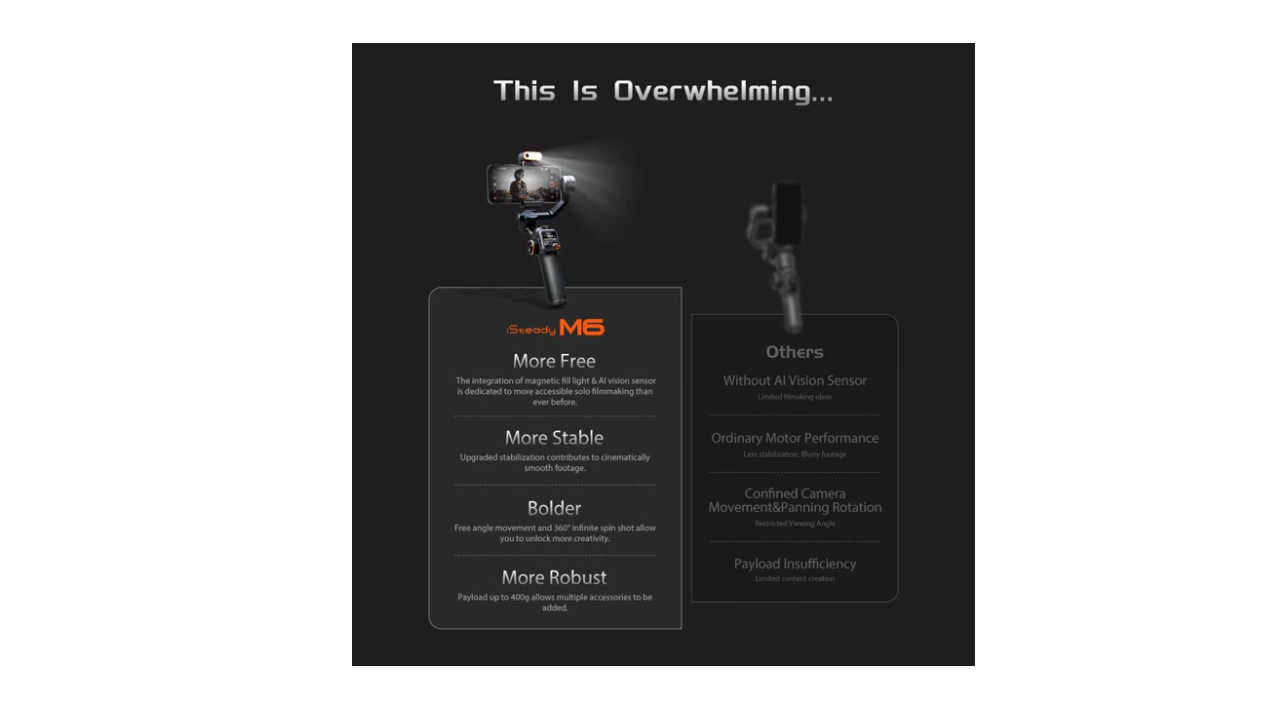 This Is Overwhelming...
iSteady M6
More Free
The integration of magnetic fill light & AI vision sensor
is dedicated to more accessible solo filmmaking than
ever before.
More Stable
Upgraded stabilization contributes to cinematically
smooth footage.
Bolder
Free angle movement and 360° infinite spin shot allow
you to unlock more creativity.
More Robust
Payload up to 400g allows multiple accessories to be
added.
Others
Without AI Vision Sensor
Limited filmaking ideas
Ordinary Motor Performance
Less stabilization; Blurry footage
Confined Camera
Movement&Panning Rotation
Restricted Viewing Angle
Payload Insufficiency
Limited content creation